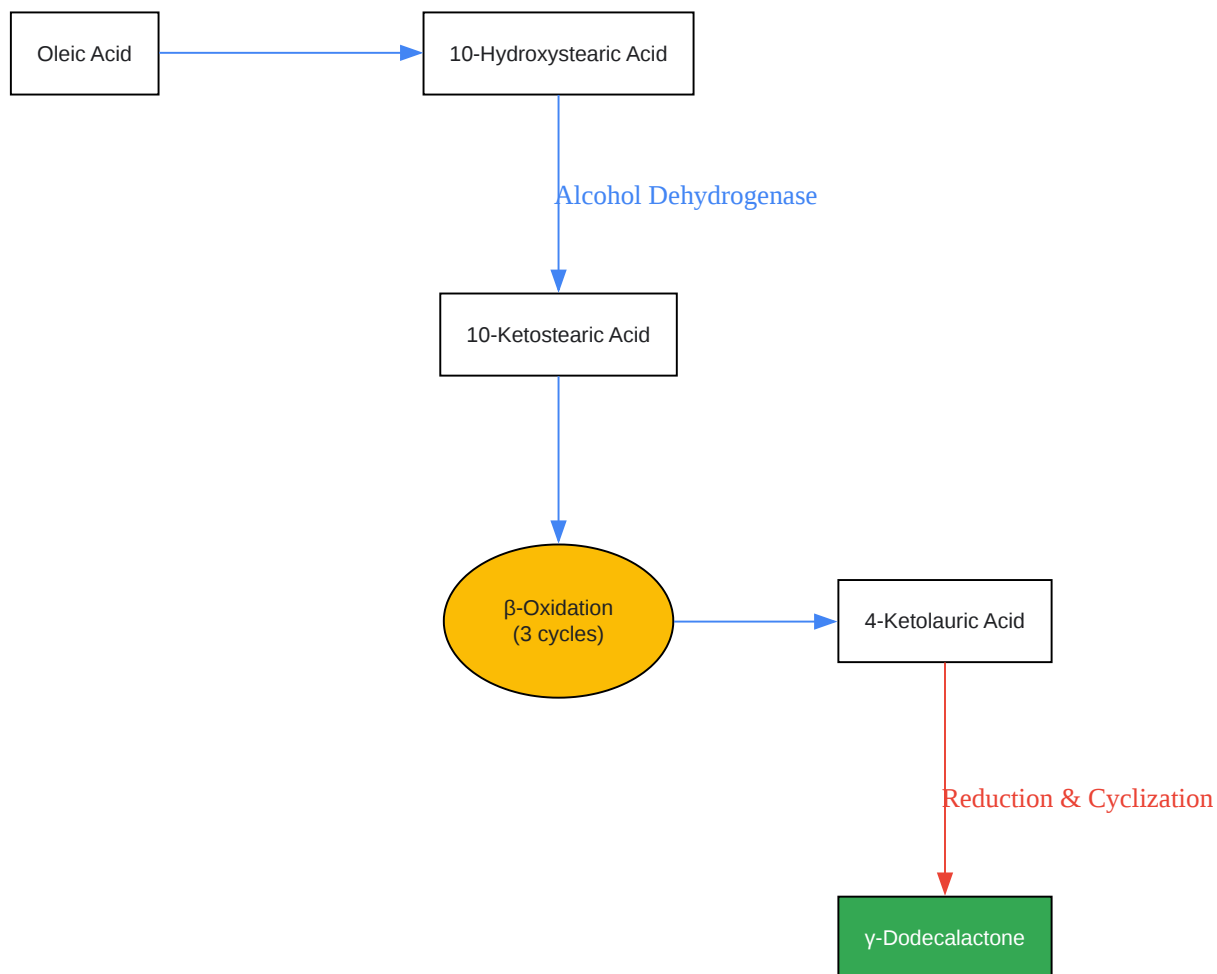 Oleic Acid
10-Hydroxystearic Acid
Alcohol Dehydrogenase
10-Ketostearic Acid
β-Oxidation
(3 cycles)
4-Ketolauric Acid
Reduction & Cyclization
γ-Dodecalactone